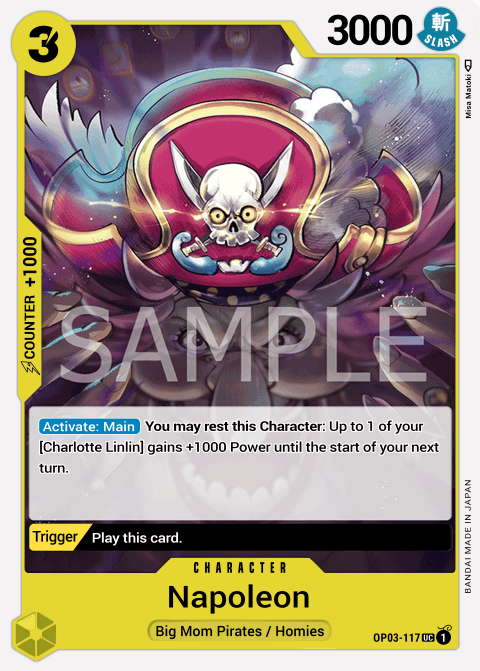 3
3000
斬
SLASH
Misa Matoki
COUNTER +1000
SAMPLE
Activate: Main You may rest this Character: Up to 1 of your
[Charlotte Linlin] gains +1000 Power until the start of your next
turn.
Trigger Play this card.
BANDAI MADE IN JAPAN
CHARACTER
Napoleon
Big Mom Pirates / Homies
OP03-117 UC 1